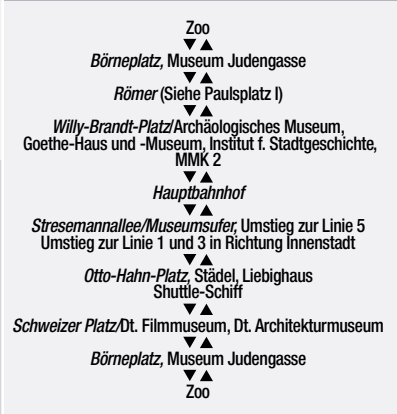 Zoo
▼▲
Börneplatz, Museum Judengasse
▼▲
Römer (Siehe Paulsplatz I)
▼▲
Willy-Brandt-Platz/Archäologisches Museum,
Goethe-Haus und -Museum, Institut f. Stadtgeschichte,
MMK 2
▼▲
Hauptbahnhof
▼▲
Stresemannallee/Museumsufer, Umstieg zur Linie 5
Umstieg zur Linie 1 und 3 in Richtung Innenstadt
▼▲
Otto-Hahn-Platz, Städel, Liebighaus
Shuttle-Schiff
▼▲
Schweizer Platz/Dt. Filmmuseum, Dt. Architekturmuseum
▼▲
Börneplatz, Museum Judengasse
▼▲
Zoo